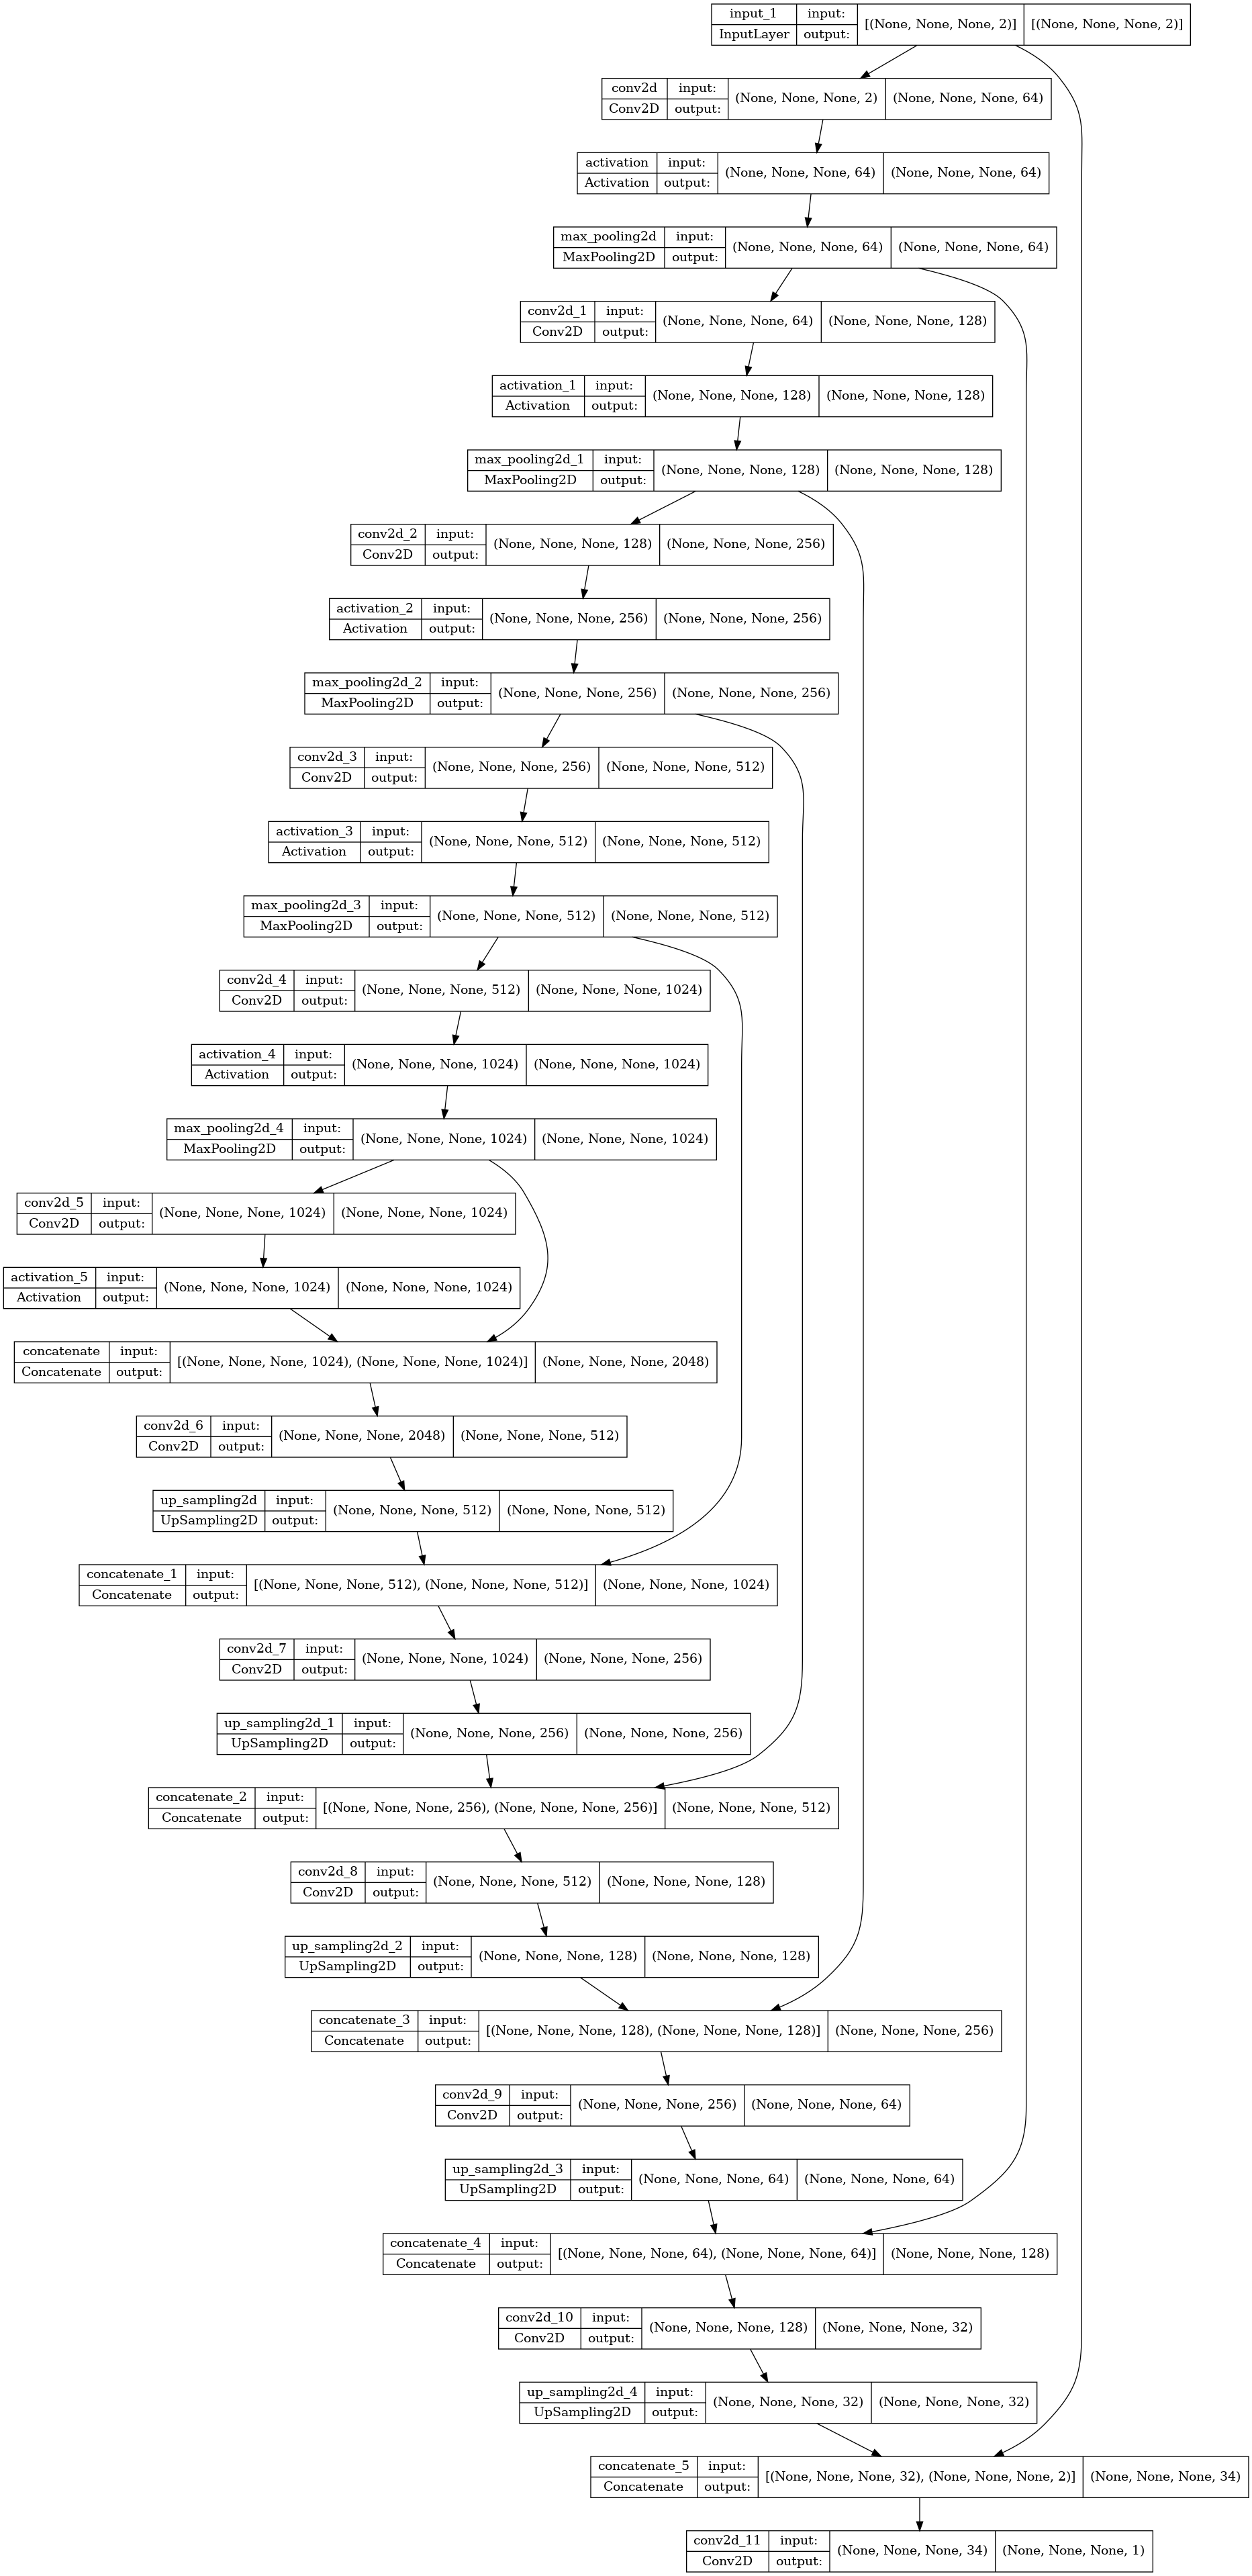 input_1 input: [(None, None, None, 2)] [(None, None, None, 2)]
InputLayer output:
conv2d input: (None, None, None, 2) (None, None, None, 64)
Conv2D output:
activation input: (None, None, None, 64) (None, None, None, 64)
Activation output:
max_pooling2d input: (None, None, None, 64) (None, None, None, 64)
MaxPooling2D output:
conv2d_1 input: (None, None, None, 64) (None, None, None, 128)
Conv2D output:
activation_1 input: (None, None, None, 128) (None, None, None, 128)
Activation output:
max_pooling2d_1 input: (None, None, None, 128) (None, None, None, 128)
MaxPooling2D output:
conv2d_2 input: (None, None, None, 128) (None, None, None, 256)
Conv2D output:
activation_2 input: (None, None, None, 256) (None, None, None, 256)
Activation output:
max_pooling2d_2 input: (None, None, None, 256) (None, None, None, 256)
MaxPooling2D output:
conv2d_3 input: (None, None, None, 256) (None, None, None, 512)
Conv2D output:
activation_3 input: (None, None, None, 512) (None, None, None, 512)
Activation output:
max_pooling2d_3 input: (None, None, None, 512) (None, None, None, 512)
MaxPooling2D output:
conv2d_4 input: (None, None, None, 512) (None, None, None, 1024)
Conv2D output:
activation_4 input: (None, None, None, 1024) (None, None, None, 1024)
Activation output:
max_pooling2d_4 input: (None, None, None, 1024) (None, None, None, 1024)
MaxPooling2D output:
conv2d_5 input: (None, None, None, 1024) (None, None, None, 1024)
Conv2D output:
activation_5 input: (None, None, None, 1024) (None, None, None, 1024)
Activation output:
concatenate input: [(None, None, None, 1024), (None, None, None, 1024)] (None, None, None, 2048)
Concatenate output:
conv2d_6 input: (None, None, None, 2048) (None, None, None, 512)
Conv2D output:
up_sampling2d input: (None, None, None, 512) (None, None, None, 512)
UpSampling2D output:
concatenate_1 input: [(None, None, None, 512), (None, None, None, 512)] (None, None, None, 1024)
Concatenate output:
conv2d_7 input: (None, None, None, 1024) (None, None, None, 256)
Conv2D output:
up_sampling2d_1 input: (None, None, None, 256) (None, None, None, 256)
UpSampling2D output:
concatenate_2 input: [(None, None, None, 256), (None, None, None, 256)] (None, None, None, 512)
Concatenate output:
conv2d_8 input: (None, None, None, 512) (None, None, None, 128)
Conv2D output:
up_sampling2d_2 input: (None, None, None, 128) (None, None, None, 128)
UpSampling2D output:
concatenate_3 input: [(None, None, None, 128), (None, None, None, 128)] (None, None, None, 256)
Concatenate output:
conv2d_9 input: (None, None, None, 256) (None, None, None, 64)
Conv2D output:
up_sampling2d_3 input: (None, None, None, 64) (None, None, None, 64)
UpSampling2D output:
concatenate_4 input: [(None, None, None, 64), (None, None, None, 64)] (None, None, None, 128)
Concatenate output:
conv2d_10 input: (None, None, None, 128) (None, None, None, 32)
Conv2D output:
up_sampling2d_4 input: (None, None, None, 32) (None, None, None, 32)
UpSampling2D output:
concatenate_5 input: [(None, None, None, 32), (None, None, None, 2)] (None, None, None, 34)
Concatenate output:
conv2d_11 input: (None, None, None, 34) (None, None, None, 1)
Conv2D output: